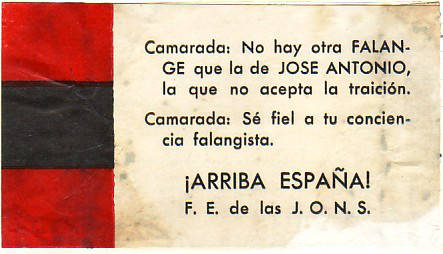 Camarada: No hay otra FALAN-
GE que la de JOSE ANTONIO,
la que no acepta la traición.
Camarada: Sé fiel a tu concien-
cia falangista.
¡ARRIBA ESPAÑA!
F. E. de las J. O. N. S.